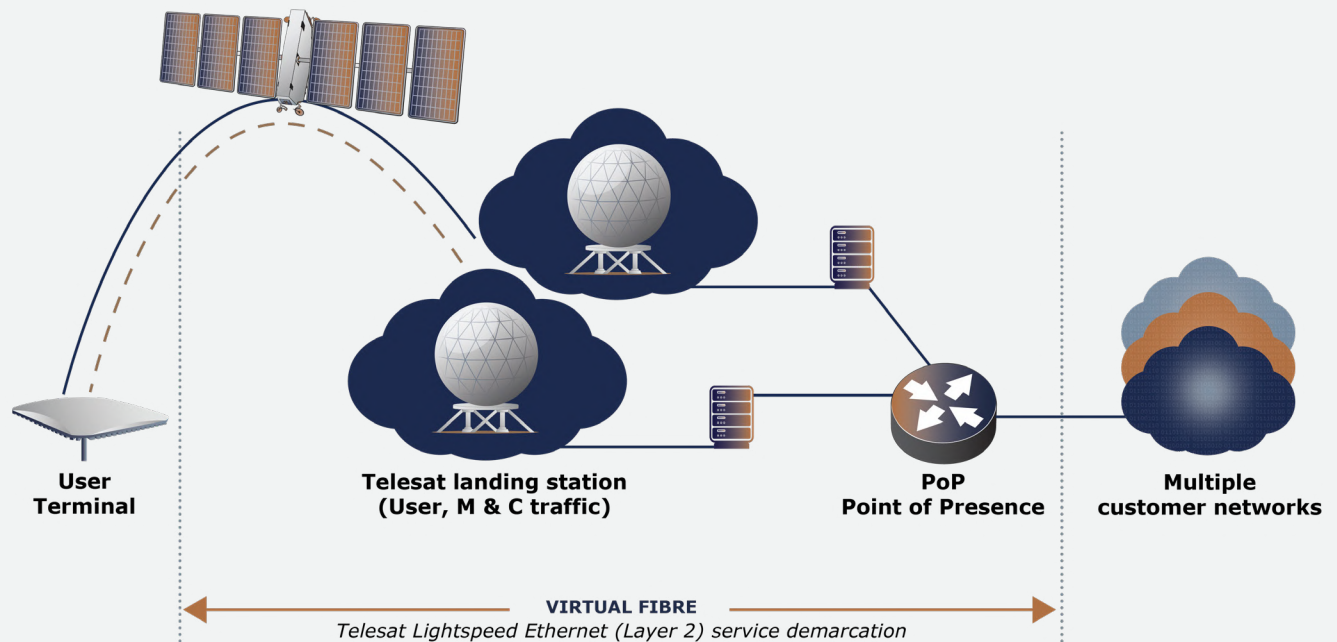 User
Terminal
Telesat landing station
(User, M & C traffic)
PoP
Point of Presence
Multiple
customer networks
VIRTUAL FIBRE
Telesat Lightspeed Ethernet (Layer 2) service demarcation